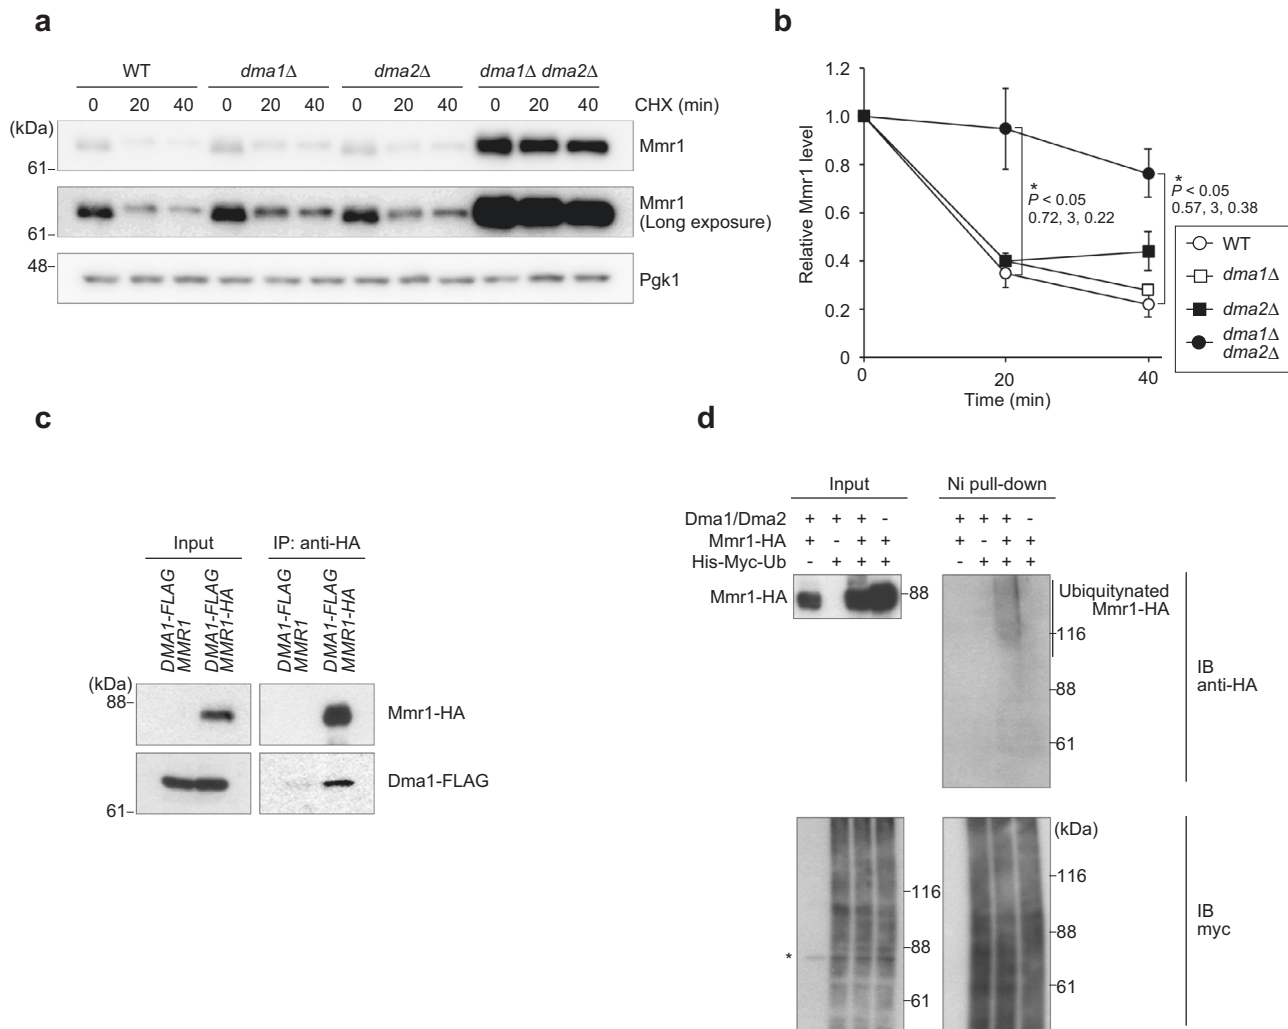 a
WT dma1Δ dma2Δ dma1Δ dma2Δ
0 20 40 0 20 40 0 20 40 0 20 40 CHX (min)
(kDa)
Mmr1
61
Mmr1
(Long exposure)
61
48
Pgk1
b
1.2
1.0
0.8
0.6
0.4
0.2
0
Relative Mmr1 level
0 20 40
Time (min)
*
P < 0.05
0.72, 3, 0.22
*
P < 0.05
0.57, 3, 0.38
WT
dma1Δ
dma2Δ
dma1Δ
dma2Δ
c
Input IP: anti-HA
DMA1-FLAG
MMR1
DMA1-FLAG
MMR1-HA
DMA1-FLAG
MMR1
DMA1-FLAG
MMR1-HA
(kDa)
88
Mmr1-HA
Dma1-FLAG
61
d
Input Ni pull-down
Dma1/Dma2 + + + - + + + -
Mmr1-HA + - + + + - + +
His-Myc-Ub - + + + - + + +
Mmr1-HA 88
Ubiquitynated
Mmr1-HA
116
88
61
IB
anti-HA
(kDa)
116
88
61
*
116
88
61
IB
myc